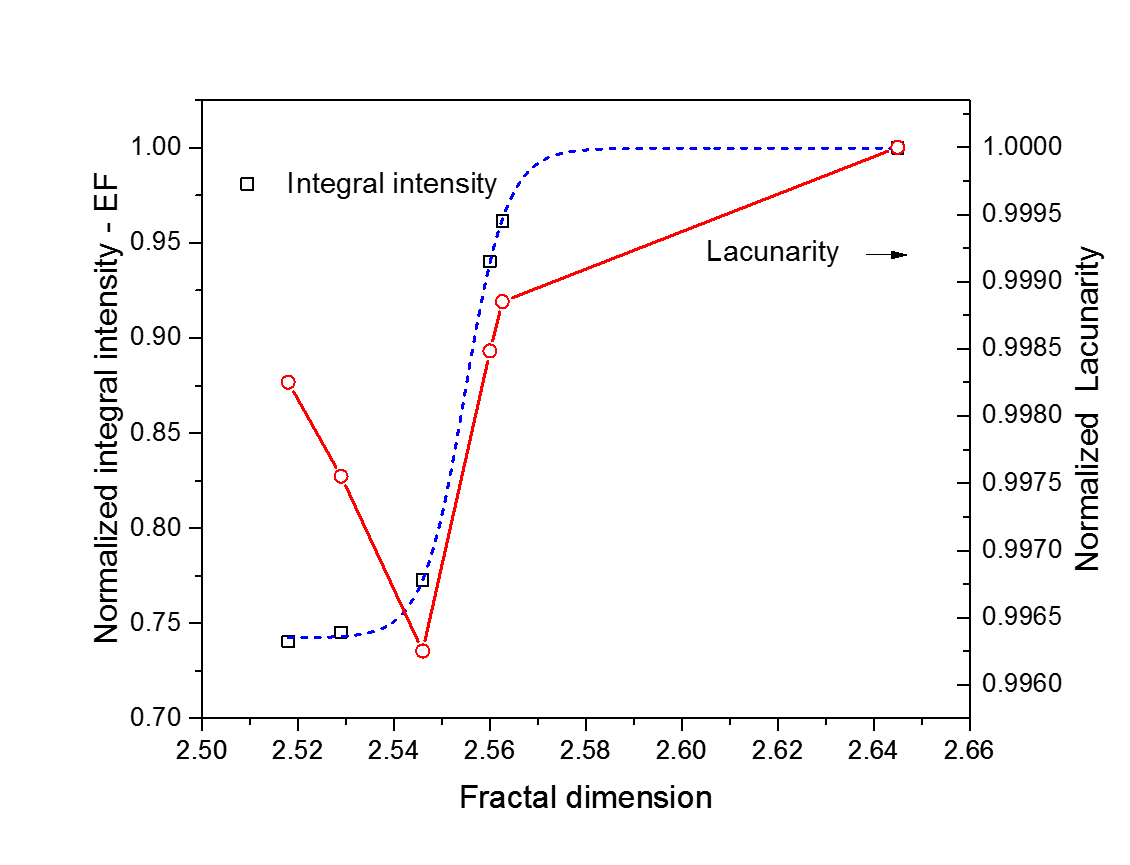 Normalized integral intensity - EF
1.00
0.95
0.90
0.85
0.80
0.75
0.70
Integral intensity
Lacunarity
1.0000
0.9995
0.9990
0.9985
0.9980
0.9975
0.9970
0.9965
0.9960
Normalized Lacunarity
2.50 2.52 2.54 2.56 2.58 2.60 2.62 2.64 2.66
Fractal dimension